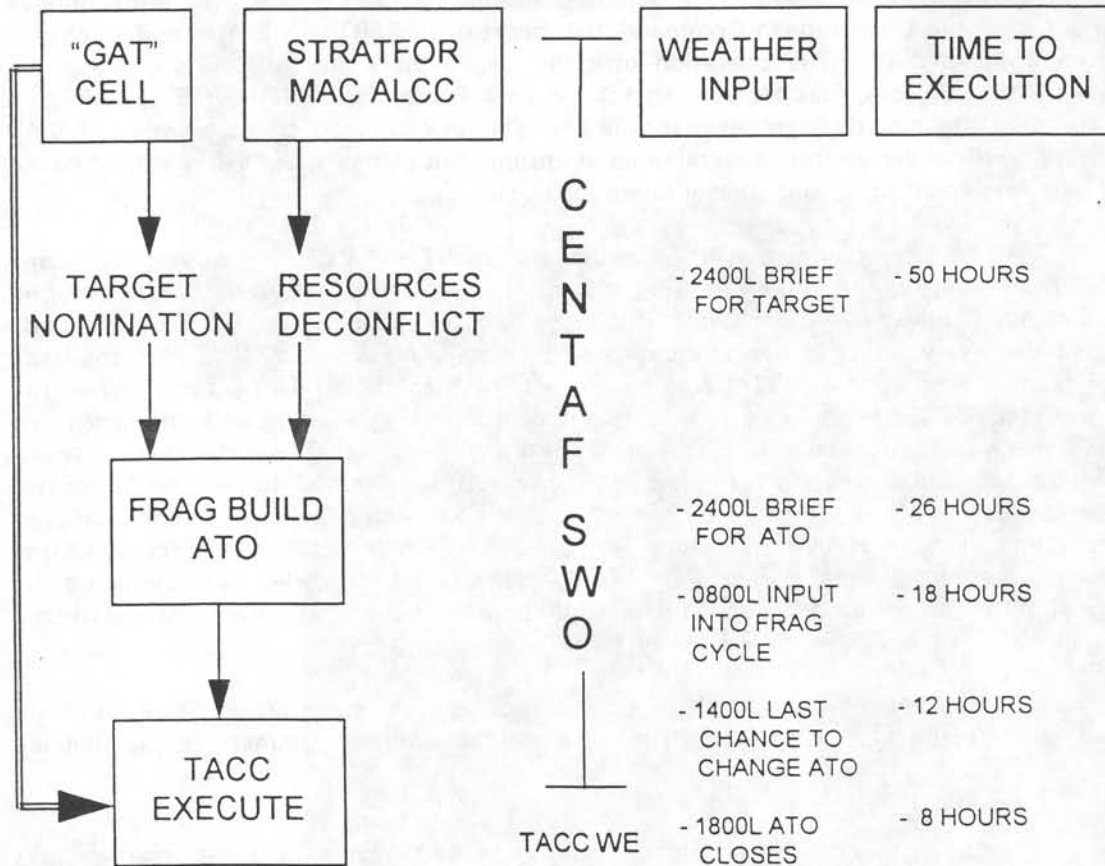 “GAT”
CELL
STRATFOR
MAC ALCC
WEATHER
INPUT
TIME TO
EXECUTION
TARGET
NOMINATION
RESOURCES
DECONFLICT
FRAG BUILD
ATO
TACC
EXECUTE
C
E
N
T
A
F
S
W
O
TACC WE
- 2400L BRIEF
FOR TARGET
- 50 HOURS
- 2400L BRIEF
FOR ATO
- 26 HOURS
- 0800L INPUT
INTO FRAG
CYCLE
- 18 HOURS
- 1400L LAST
CHANCE TO
CHANGE ATO
- 12 HOURS
- 1800L ATO
CLOSES
- 8 HOURS